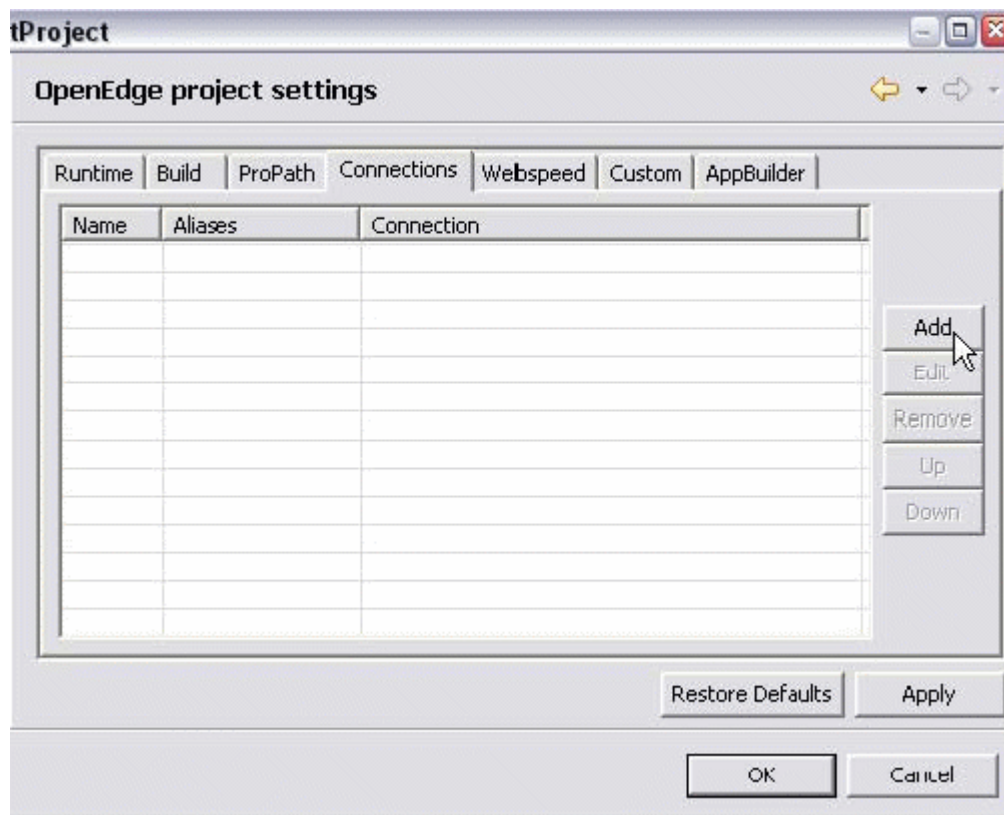 tProject
OpenEdge project settings
Runtime Build ProPath Connections Webspeed Custom AppBuilder
Name Aliases Connection
Add
Edit
Remove
Up
Down
Restore Defaults Apply
OK Cancel